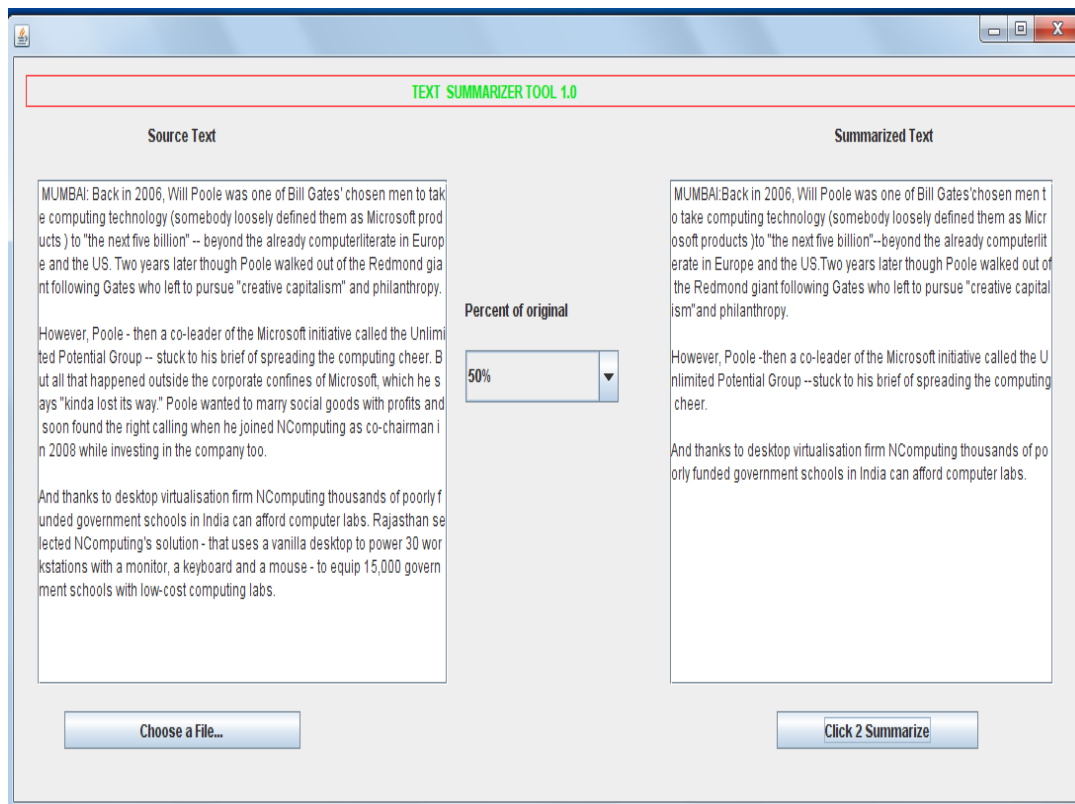 TEXT SUMMARIZER TOOL 1.0
Source Text
MUMBAI: Back in 2006, Will Poole was one of Bill Gates' chosen men to tak
e computing technology (somebody loosely defined them as Microsoft prod
ucts ) to "the next five billion" -- beyond the already computerliterate in Europ
e and the US. Two years later though Poole walked out of the Redmond gia
nt following Gates who left to pursue "creative capitalism" and philanthropy.
However, Poole - then a co-leader of the Microsoft initiative called the Unlimi
ted Potential Group -- stuck to his brief of spreading the computing cheer. B
ut all that happened outside the corporate confines of Microsoft, which he s
ays "kinda lost its way." Poole wanted to marry social goods with profits and
soon found the right calling when he joined NComputing as co-chairman i
n 2008 while investing in the company too.
And thanks to desktop virtualisation firm NComputing thousands of poorly f
unded government schools in India can afford computer labs. Rajasthan se
lected NComputing's solution - that uses a vanilla desktop to power 30 wor
kstations with a monitor, a keyboard and a mouse - to equip 15,000 govern
ment schools with low-cost computing labs.
Choose a File...
Percent of original
50%
Summarized Text
MUMBAI:Back in 2006, Will Poole was one of Bill Gates'chosen men t
o take computing technology (somebody loosely defined them as Micr
osoft products )to "the next five billion"--beyond the already computerlit
erate in Europe and the US.Two years later though Poole walked out of
the Redmond giant following Gates who left to pursue "creative capital
ism"and philanthropy.
However, Poole -then a co-leader of the Microsoft initiative called the U
nlimited Potential Group --stuck to his brief of spreading the computing
cheer.
And thanks to desktop virtualisation firm NComputing thousands of po
orly funded government schools in India can afford computer labs.
Click 2 Summarize